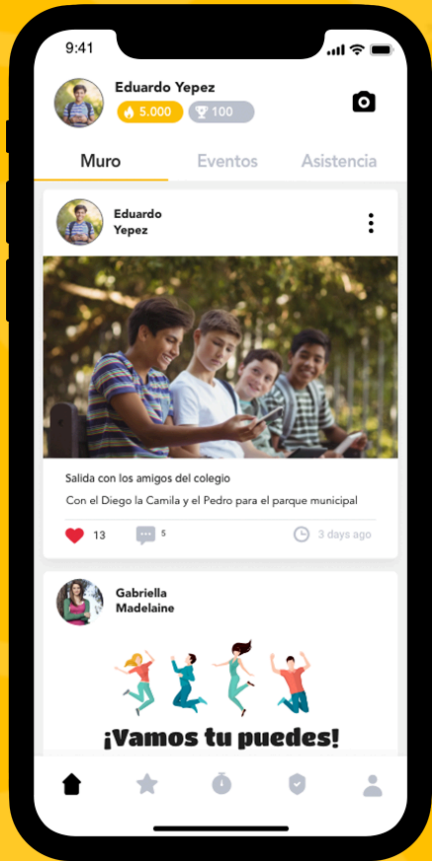 9:41
Eduardo Yepez
5.000
100
Muro
Eventos
Asistencia
Eduardo
Yepez
Salida con los amigos del colegio
Con el Diego la Camila y el Pedro para el parque municipal
13
5
3 days ago
Gabriella
Madelaine
¡Vamos tu puedes!